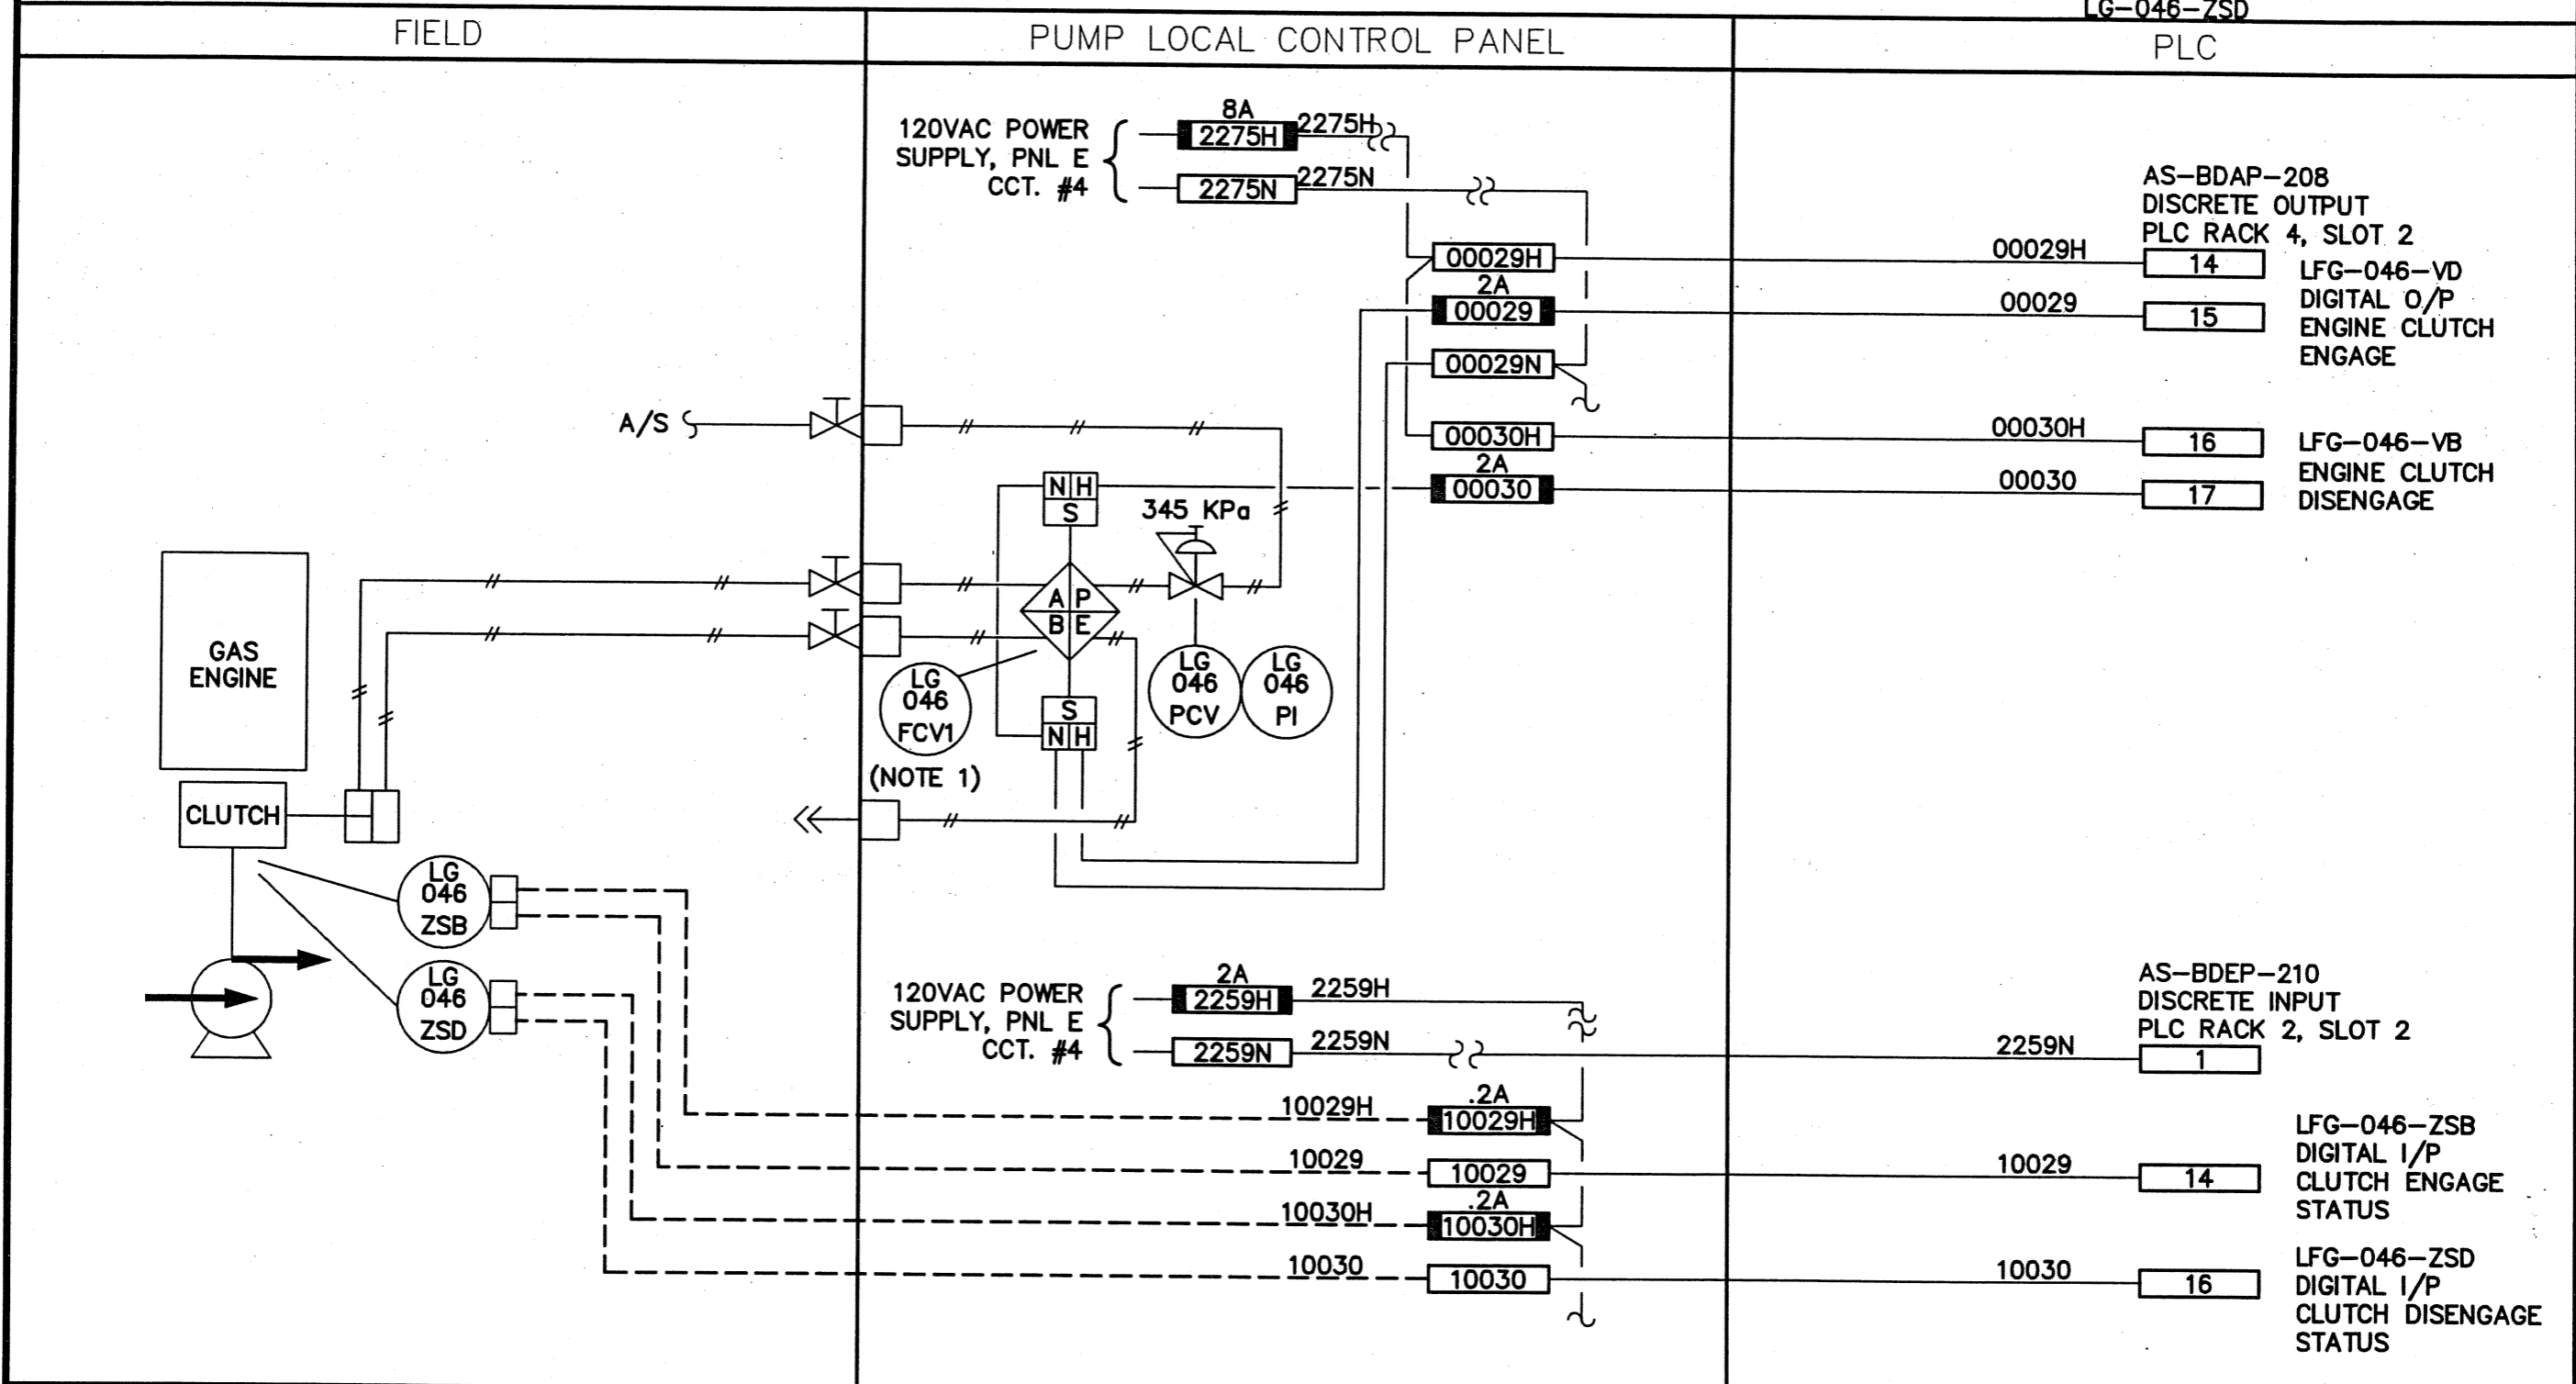 LG-046-ZSD
FIELD
PUMP LOCAL CONTROL PANEL
PLC
8A
120VAC POWER
SUPPLY, PNL E
CCT. #4
2275H
2275H
2275N
2275N
AS-BDAP-208
DISCRETE OUTPUT
PLC RACK 4, SLOT 2
00029H
00029H
14
LFG-046-VD
DIGITAL O/P
ENGINE CLUTCH
ENGAGE
2A
00029
00029
15
00029N
A/S
00030H
00030H
16
LFG-046-VB
ENGINE CLUTCH
DISENGAGE
2A
00030
00030
17
N H
S
345 KPa
A P
B E
GAS
ENGINE
LG
046
FCV1
(NOTE 1)
LG
046
PCV
LG
046
PI
S
N H
CLUTCH
LG
046
ZSB
LG
046
ZSD
2A
120VAC POWER
SUPPLY, PNL E
CCT. #4
2259H
2259H
2259N
2259N
AS-BDEP-210
DISCRETE INPUT
PLC RACK 2, SLOT 2
2259N
1
10029H
.2A
10029H
10029
10029
10029
14
LFG-046-ZSB
DIGITAL I/P
CLUTCH ENGAGE
STATUS
10030H
.2A
10030H
10030
10030
10030
16
LFG-046-ZSD
DIGITAL I/P
CLUTCH DISENGAGE
STATUS